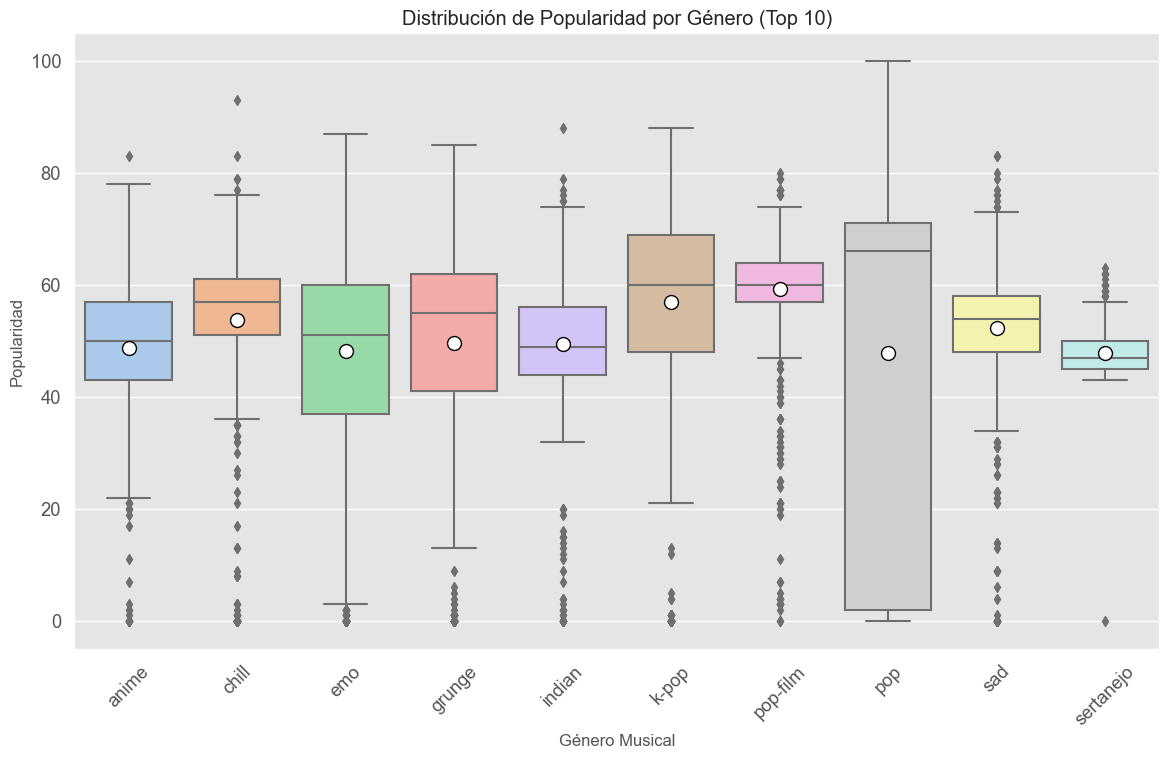 Distribución de Popularidad por Género (Top 10)
Popularidad
100
80
60
40
20
0
anime
chill
emo
grunge
indian
k-pop
pop-film
pop
sad
sertanejo
Género Musical